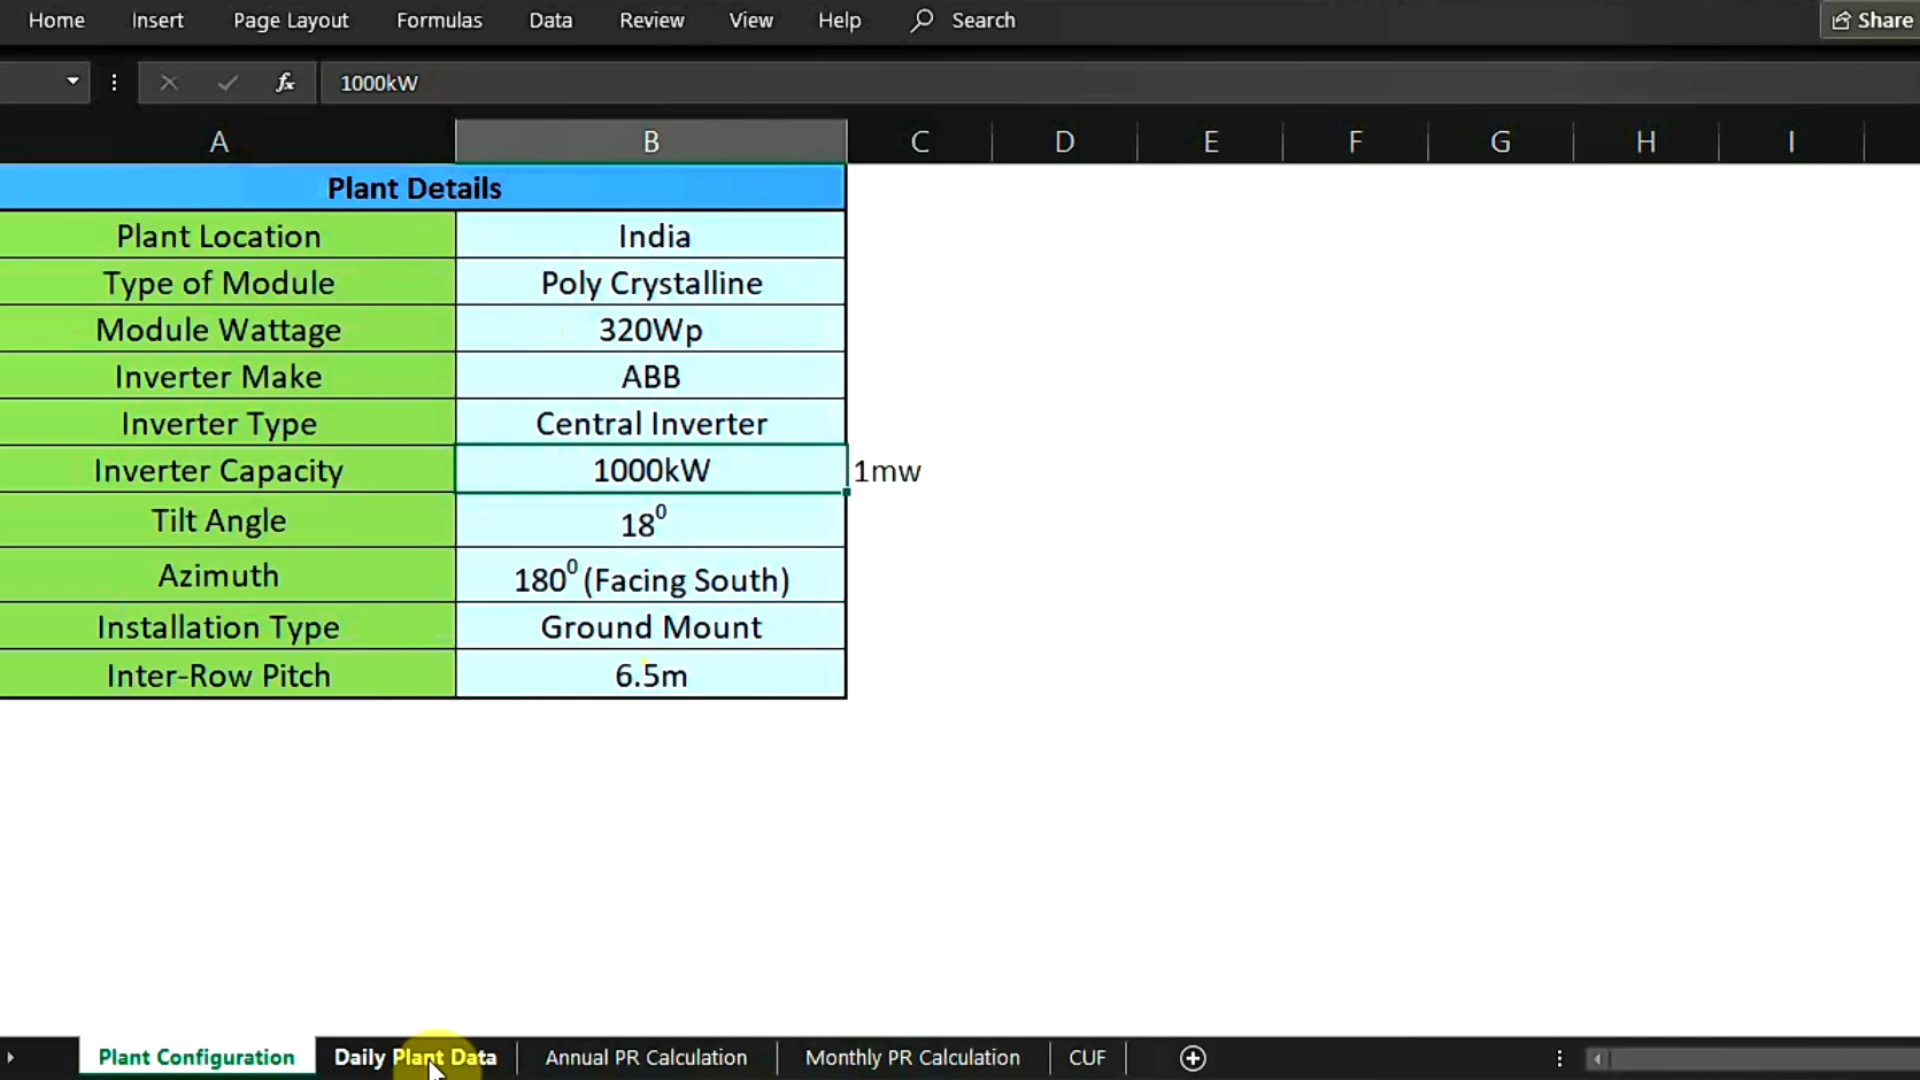 Home Insert Page Layout Formulas Data Review View Help Search Share
fx 1000kW
A B C D E F G H I
Plant Details
Plant Location India
Type of Module Poly Crystalline
Module Wattage 320Wp
Inverter Make ABB
Inverter Type Central Inverter
Inverter Capacity 1000kW 1mw
Tilt Angle 18⁰
Azimuth 180⁰ (Facing South)
Installation Type Ground Mount
Inter-Row Pitch 6.5m
Plant Configuration Daily Plant Data Annual PR Calculation Monthly PR Calculation CUF